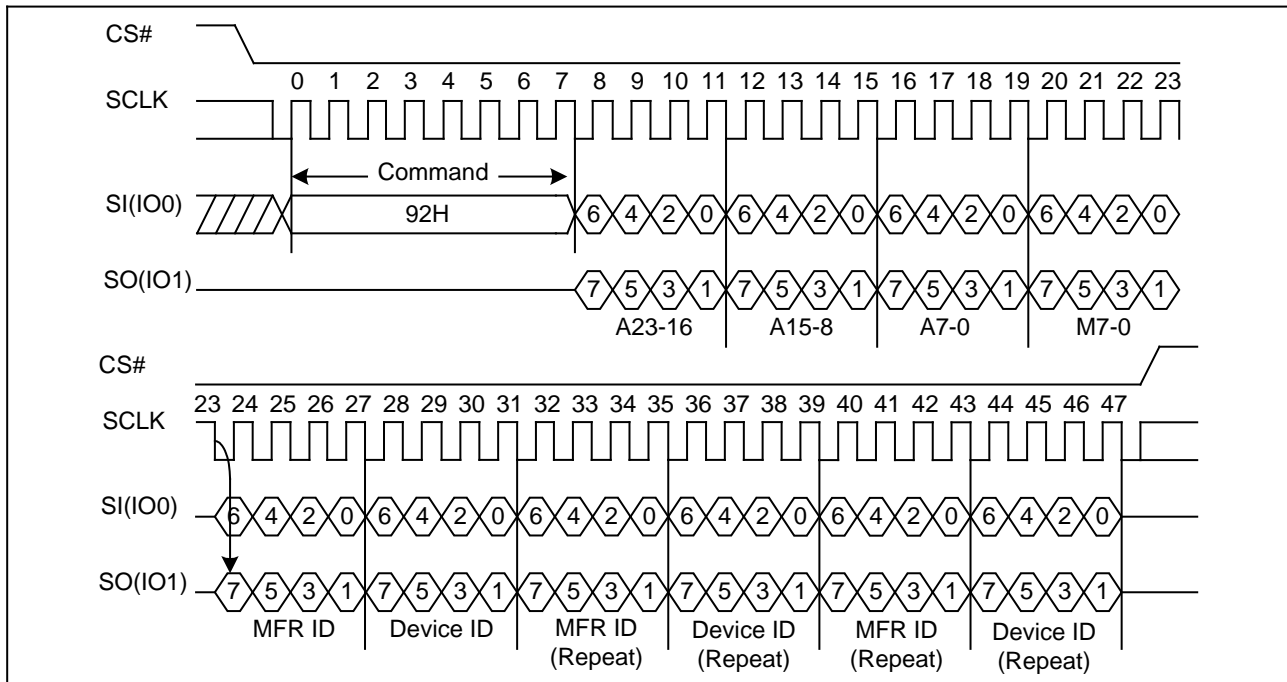 CS#
0 1 2 3 4 5 6 7 8 9 10 11 12 13 14 15 16 17 18 19 20 21 22 23
SCLK
Command
SI(IO0) 92H 6 4 2 0 6 4 2 0 6 4 2 0 6 4 2 0
SO(IO1) 7 5 3 1 7 5 3 1 7 5 3 1 7 5 3 1
A23-16 A15-8 A7-0 M7-0
CS#
23 24 25 26 27 28 29 30 31 32 33 34 35 36 37 38 39 40 41 42 43 44 45 46 47
SCLK
SI(IO0) 6 4 2 0 6 4 2 0 6 4 2 0 6 4 2 0 6 4 2 0 6 4 2 0
SO(IO1) 7 5 3 1 7 5 3 1 7 5 3 1 7 5 3 1 7 5 3 1 7 5 3 1
MFR ID Device ID MFR ID Device ID MFR ID Device ID
(Repeat) (Repeat) (Repeat) (Repeat)